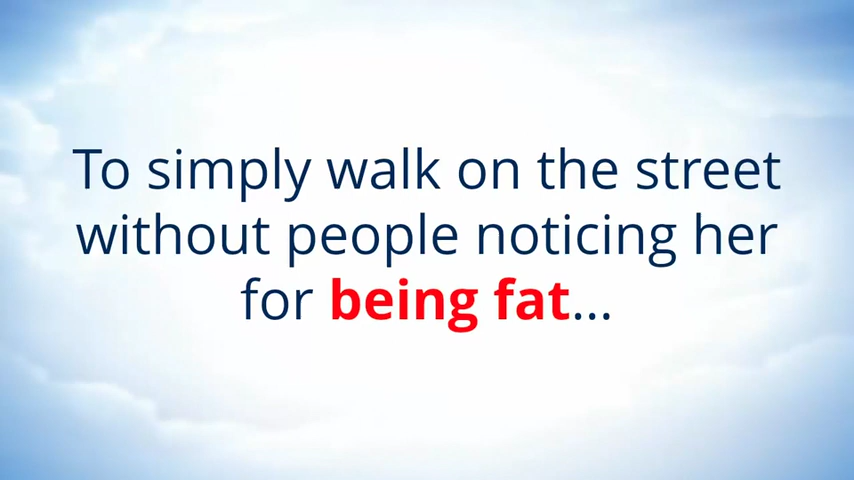 To simply walk on the street
without people noticing her
for being fat...